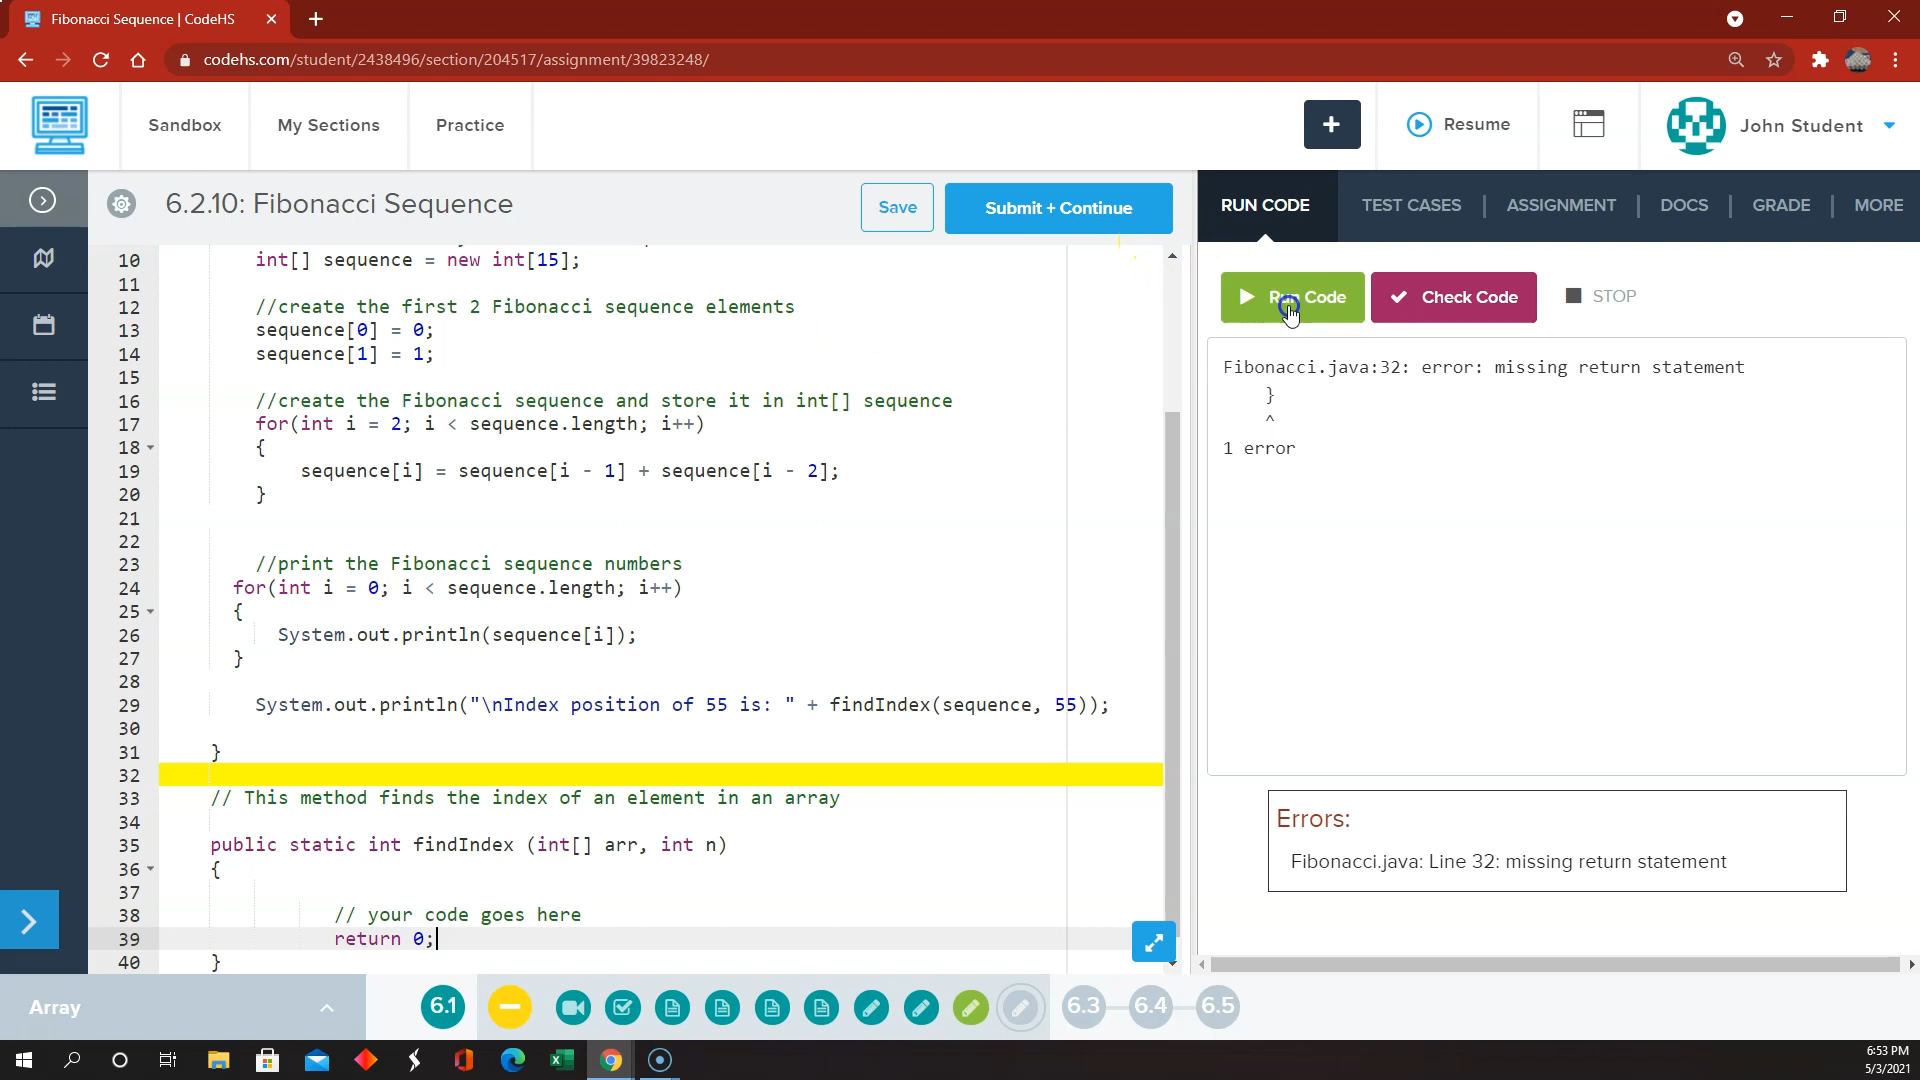 Fibonacci Sequence | CodeHS
codehs.com/student/2438496/section/204517/assignment/39823248/
Sandbox
My Sections
Practice
+
Resume
John Student
6.2.10: Fibonacci Sequence
Save
Submit + Continue
RUN CODE
TEST CASES
ASSIGNMENT
DOCS
GRADE
MORE
10 int[] sequence = new int[15];
11
12 //create the first 2 Fibonacci sequence elements
13 sequence[0] = 0;
14 sequence[1] = 1;
15
16 //create the Fibonacci sequence and store it in int[] sequence
17 for(int i = 2; i < sequence.length; i++)
18 {
19 sequence[i] = sequence[i - 1] + sequence[i - 2];
20 }
21
22
23 //print the Fibonacci sequence numbers
24 for(int i = 0; i < sequence.length; i++)
25 {
26 System.out.println(sequence[i]);
27 }
28
29 System.out.println("\nIndex position of 55 is: " + findIndex(sequence, 55));
30
31 }
32
33 // This method finds the index of an element in an array
34
35 public static int findIndex (int[] arr, int n)
36 {
37
38 // your code goes here
39 return 0;
40 }
Run Code
Check Code
STOP
Fibonacci.java:32: error: missing return statement
}
^
1 error
Errors:
Fibonacci.java: Line 32: missing return statement
Array
6.1
6.3
6.4
6.5
6:53 PM
5/3/2021